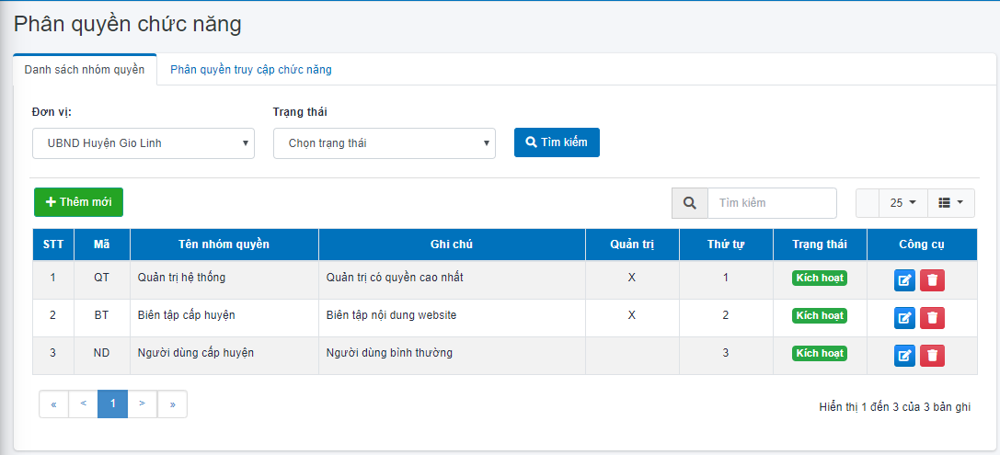 Phân quyền chức năng
Danh sách nhóm quyền Phân quyền truy cập chức năng
Đơn vị: Trạng thái
UBND Huyện Gio Linh Chọn trạng thái Tìm kiếm
Thêm mới Tìm kiếm 25
STT Mã Tên nhóm quyền Ghi chú Quản trị Thứ tự Trạng thái Công cụ
1 QT Quản trị hệ thống Quản trị có quyền cao nhất X 1 Kích hoạt
2 BT Biên tập cấp huyện Biên tập nội dung website X 2 Kích hoạt
3 ND Người dùng cấp huyện Người dùng bình thường 3 Kích hoạt
« < 1 > »
Hiển thị 1 đến 3 của 3 bản ghi